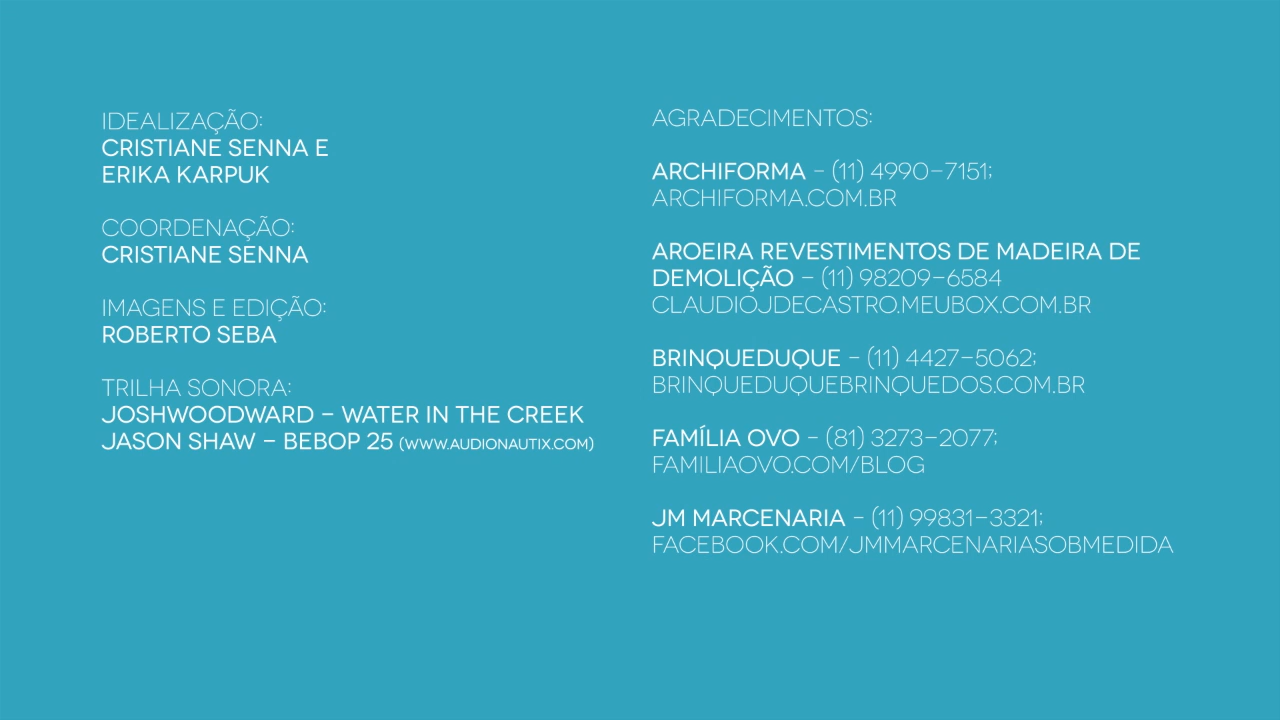 IDEALIZAÇÃO:
CRISTIANE SENNA E
ERIKA KARPUK
COORDENAÇÃO:
CRISTIANE SENNA
IMAGENS E EDIÇÃO:
ROBERTO SEBA
TRILHA SONORA:
JOSHWOODWARD – WATER IN THE CREEK
JASON SHAW – BEBOP 25 (WWW.AUDIONAUTIX.COM)
AGRADECIMENTOS:
ARCHIFORMA – (11) 4990–7151;
ARCHIFORMA.COM.BR
AROEIRA REVESTIMENTOS DE MADEIRA DE
DEMOLIÇÃO – (11) 98209–6584
CLAUDIOJDECASTRO.MEUBOX.COM.BR
BRINQUEDUQUE – (11) 4427–5062;
BRINQUEDUQUEBRINQUEDOS.COM.BR
FAMÍLIA OVO – (81) 3273–2077;
FAMILIAOVO.COM/BLOG
JM MARCENARIA – (11) 99831–3321;
FACEBOOK.COM/JMMARCENARIASOBMEDIDA